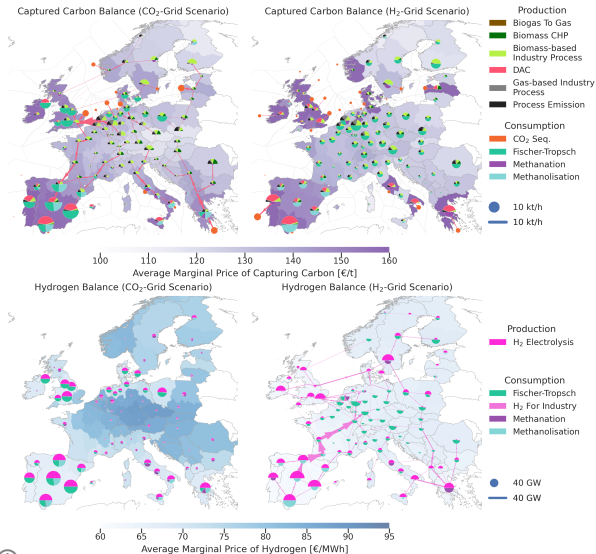 Captured Carbon Balance (CO₂-Grid Scenario)
Captured Carbon Balance (H₂-Grid Scenario)
Production
Biogas To Gas
Biomass CHP
Biomass-based
Industry Process
DAC
Gas-based Industry
Process
Process Emission
Consumption
CO₂ Seq.
Fischer-Tropsch
Methanation
Methanolisation
10 kt/h
10 kt/h
100 110 120 130 140 150 160
Average Marginal Price of Capturing Carbon [€/t]
Hydrogen Balance (CO₂-Grid Scenario)
Hydrogen Balance (H₂-Grid Scenario)
Production
H₂ Electrolysis
Consumption
Fischer-Tropsch
H₂ For Industry
Methanation
Methanolisation
40 GW
40 GW
60 65 70 75 80 85 90 95
Average Marginal Price of Hydrogen [€/MWh]